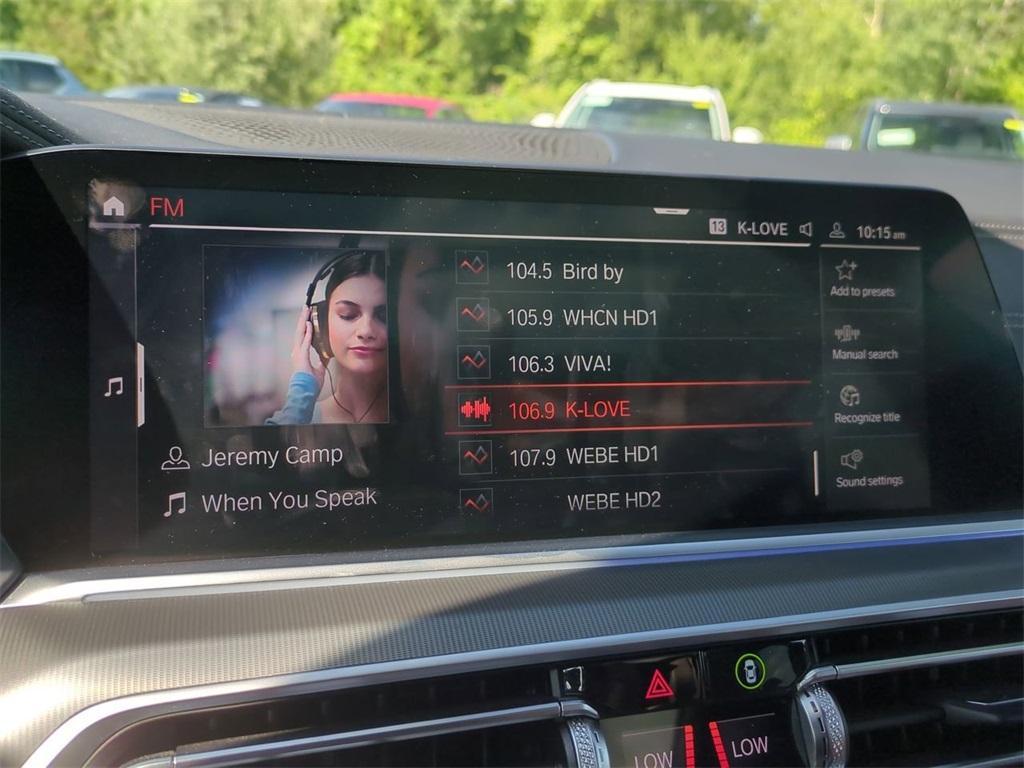 FM
13 K-LOVE 10:15 am
104.5 Bird by
105.9 WHCN HD1
106.3 VIVA!
106.9 K-LOVE
107.9 WEBE HD1
WEBE HD2
Jeremy Camp
When You Speak
Add to presets
Manual search
Recognize title
Sound settings
LOW LOW